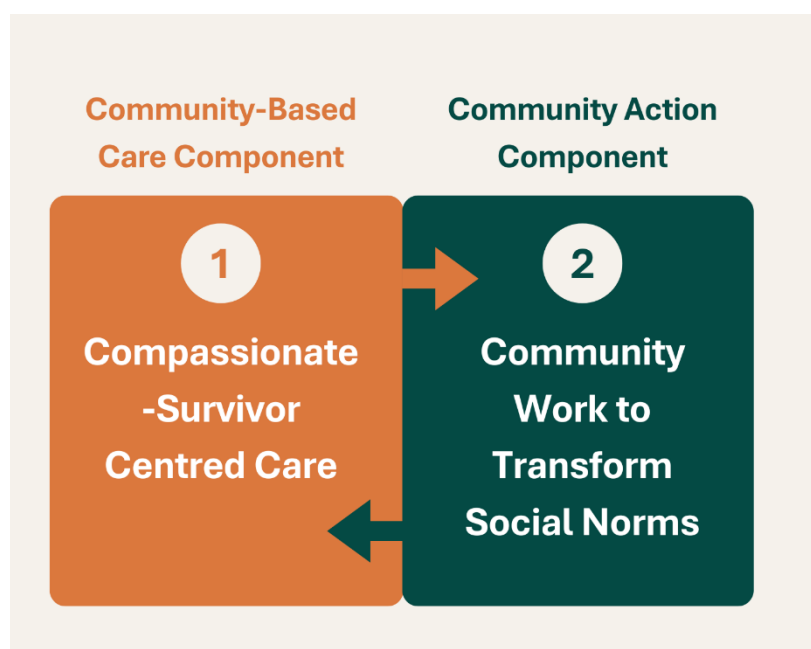 Community-Based
Care Component
1
Compassionate
-Survivor
Centred Care
Community Action
Component
2
Community
Work to
Transform
Social Norms